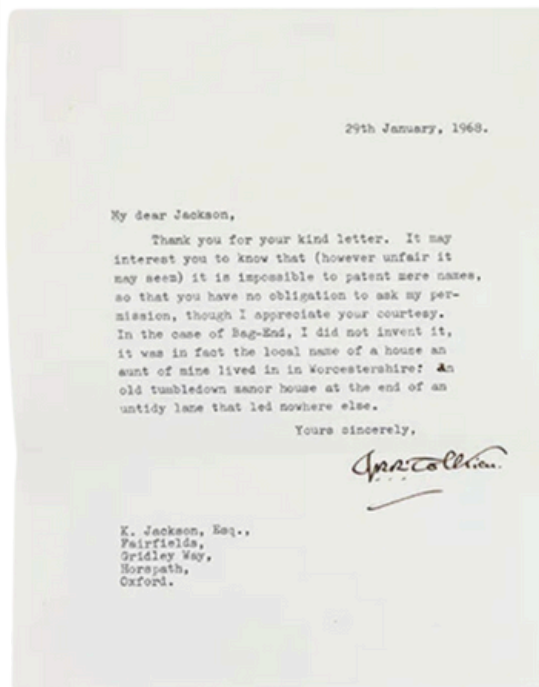 29th January, 1968.
My dear Jackson,
Thank you for your kind letter. It may
interest you to know that (however unfair it
may seem) it is impossible to patent mere names,
so that you have no obligation to ask my per-
mission, though I appreciate your courtesy.
In the case of Bag-End, I did not invent it,
it was in fact the local name of a house an
aunt of mine lived in in Worcestershire: An
old tumbledown manor house at the end of an
untidy lane that led nowhere else.
Yours sincerely,
J.R.R. Tolkien.
K. Jackson, Esq.,
Fairfields,
Gridley Way,
Horspath,
Oxford.